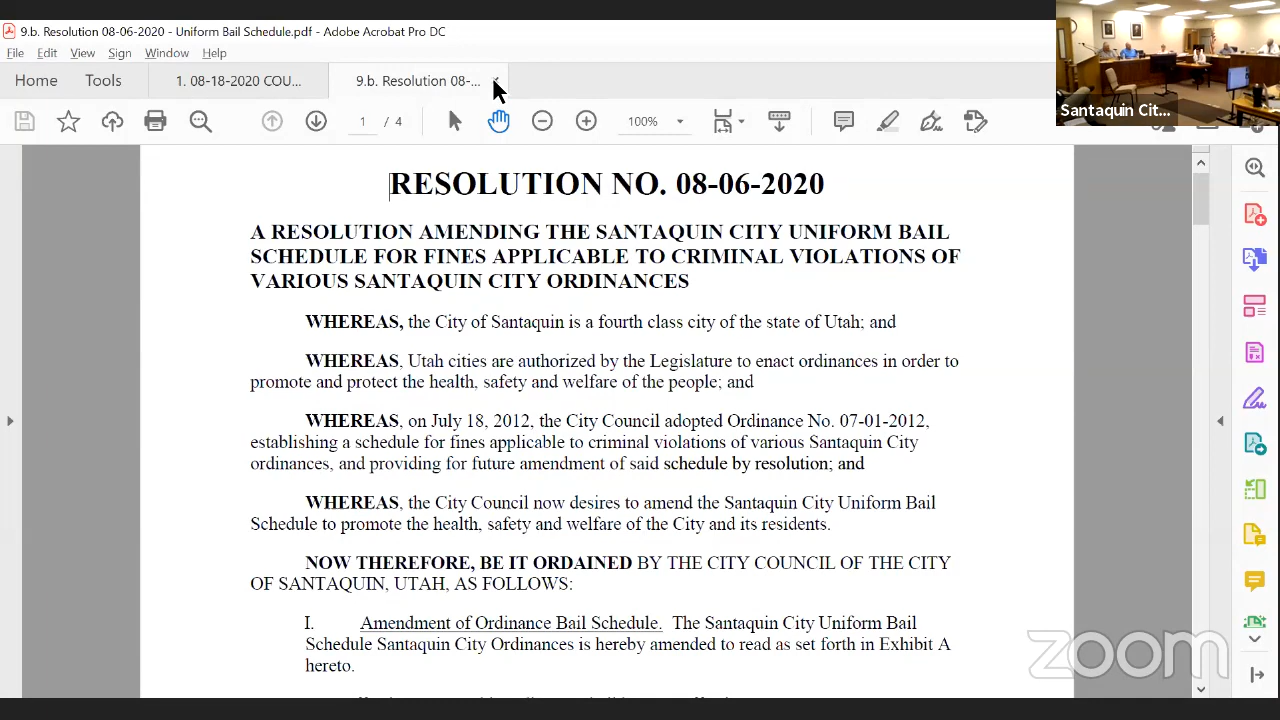 9.b. Resolution 08-06-2020 - Uniform Bail Schedule.pdf - Adobe Acrobat Pro DC
File Edit View Sign Window Help
Home Tools 1. 08-18-2020 COU... 9.b. Resolution 08-...
Santaquin Cit...
1 / 4 100%
RESOLUTION NO. 08-06-2020
A RESOLUTION AMENDING THE SANTAQUIN CITY UNIFORM BAIL
SCHEDULE FOR FINES APPLICABLE TO CRIMINAL VIOLATIONS OF
VARIOUS SANTAQUIN CITY ORDINANCES
WHEREAS, the City of Santaquin is a fourth class city of the state of Utah; and
WHEREAS, Utah cities are authorized by the Legislature to enact ordinances in order to
promote and protect the health, safety and welfare of the people; and
WHEREAS, on July 18, 2012, the City Council adopted Ordinance No. 07-01-2012,
establishing a schedule for fines applicable to criminal violations of various Santaquin City
ordinances, and providing for future amendment of said schedule by resolution; and
WHEREAS, the City Council now desires to amend the Santaquin City Uniform Bail
Schedule to promote the health, safety and welfare of the City and its residents.
NOW THEREFORE, BE IT ORDAINED BY THE CITY COUNCIL OF THE CITY
OF SANTAQUIN, UTAH, AS FOLLOWS:
I. Amendment of Ordinance Bail Schedule. The Santaquin City Uniform Bail
Schedule Santaquin City Ordinances is hereby amended to read as set forth in Exhibit A
hereto.
zoom